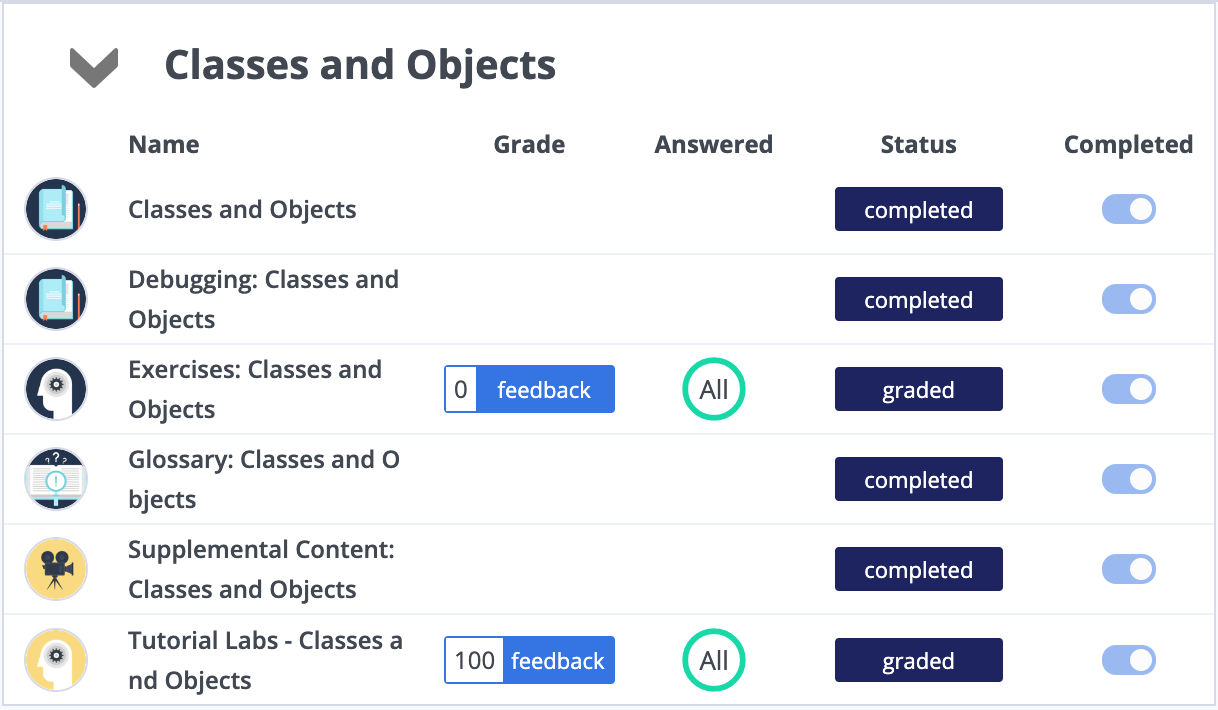 Classes and Objects
Name Grade Answered Status Completed
Classes and Objects completed
Debugging: Classes and
Objects
completed
Exercises: Classes and
Objects
0 feedback All graded
Glossary: Classes and O
bjects
completed
Supplemental Content:
Classes and Objects
completed
Tutorial Labs - Classes a
nd Objects
100 feedback All graded